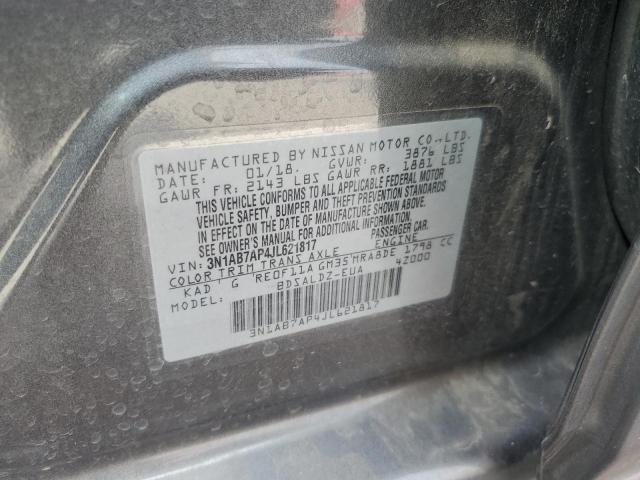 MANUFACTURED BY NISSAN MOTOR CO.,LTD.
DATE: 01/18. GVWR: 3876 LBS
GAWR FR: 2143 LBS GAWR RR: 1881 LBS
THIS VEHICLE CONFORMS TO ALL APPLICABLE FEDERAL MOTOR
VEHICLE SAFETY, BUMPER AND THEFT PREVENTION STANDARDS
IN EFFECT ON THE DATE OF MANUFACTURE SHOWN ABOVE.
SEE OWNER'S MANUAL FOR ADDITIONAL INFORMATION.
VIN: 3N1AB7AP4JL621817 PASSENGER CAR.
COLOR TRIM TRANS AXLE ENGINE
KAD G RE0F11A GM35 MRA8DE 1798 CC
MODEL: BDSALDZ-EUA 42000
3N1AB7AP4JL621817